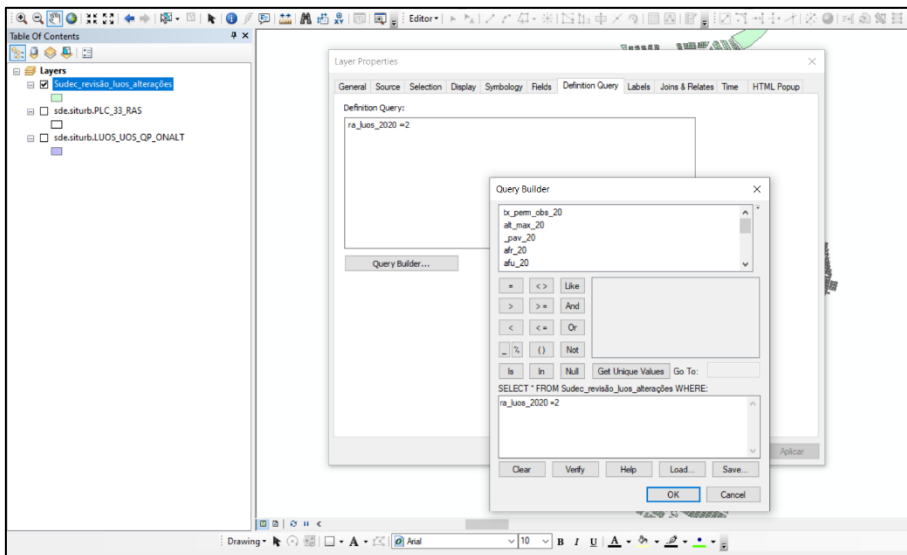 Editor
Table Of Contents
Layers
Sudec_revisão_luos_alterações
sde.siturb.PLC_33_RAS
sde.siturb.LUOS_UOS_QP_ONALT
Layer Properties
General Source Selection Display Symbology Fields Definition Query Labels Joins & Relates Time HTML Popup
Definition Query:
ra_luos_2020 =2
Query Builder...
Aplicar
Query Builder
tx_perm_obs_20
alt_max_20
_pav_20
afr_20
afu_20
= < > Like
> > = And
< < = Or
_ % ( ) Not
Is In Null Get Unique Values Go To:
SELECT * FROM Sudec_revisão_luos_alterações WHERE:
ra_luos_2020 =2
Clear Verify Help Load... Save...
OK Cancel
Drawing A Arial 10 B I U A